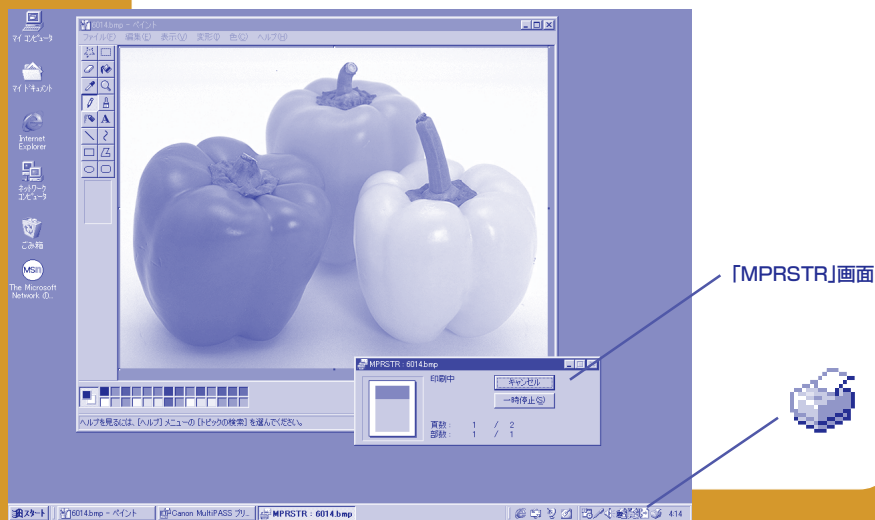 マイ コンピュータ
マイ ドキュメント
Internet
Explorer
ネットワーク
コンピュータ
ごみ箱
msn
The Microsoft
Network の..
6014.bmp - ペイント
ファイル(F) 編集(E) 表示(V) 変形(I) 色(C) ヘルプ(H)
A
ヘルプを見るには、[ヘルプ] メニューの [トピックの検索] を選んでください。
MPRSTR : 6014.bmp
印刷中
キャンセル
一時停止(S)
頁数 : 1 / 2
部数 : 1 / 1
「MPRSTR」画面
スタート 6014.bmp - ペイント Canon MultiPASS プリ.. MPRSTR : 6014.bmp 4:14